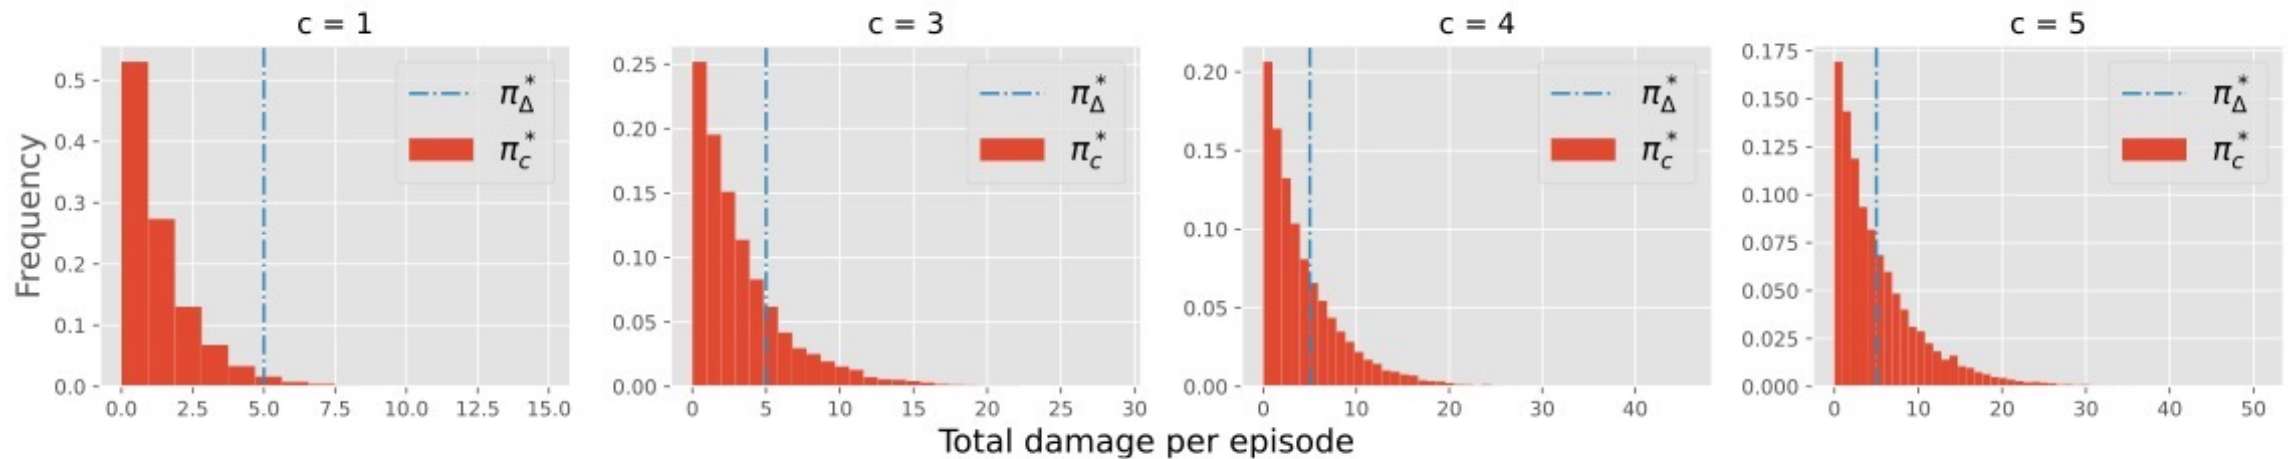 c = 1
c = 3
c = 4
c = 5
Frequency
0.5
0.4
0.3
0.2
0.1
0.0
0.0 2.5 5.0 7.5 10.0 12.5 15.0
π*Δ
π*c
0.25
0.20
0.15
0.10
0.05
0.00
0 5 10 15 20 25 30
π*Δ
π*c
0.20
0.15
0.10
0.05
0.00
0 10 20 30 40
π*Δ
π*c
0.175
0.150
0.125
0.100
0.075
0.050
0.025
0.000
0 10 20 30 40 50
π*Δ
π*c
Total damage per episode